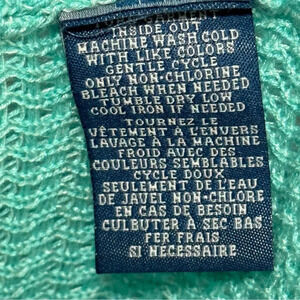 INSIDE OUT
MACHINE WASH COLD
WITH LIKE COLORS
GENTLE CYCLE
ONLY NON-CHLORINE
BLEACH WHEN NEEDED
TUMBLE DRY LOW
COOL IRON IF NEEDED
TOURNEZ LE
VÊTEMENT À L'ENVERS
LAVAGE À LA MACHINE
FROID AVEC DES
COULEURS SEMBLABLES
CYCLE DOUX
SEULEMENT DE L'EAU
DE JAVEL NON-CHLORE
EN CAS DE BESOIN
CULBUTER À SEC BAS
FER FRAIS
SI NECESSAIRE